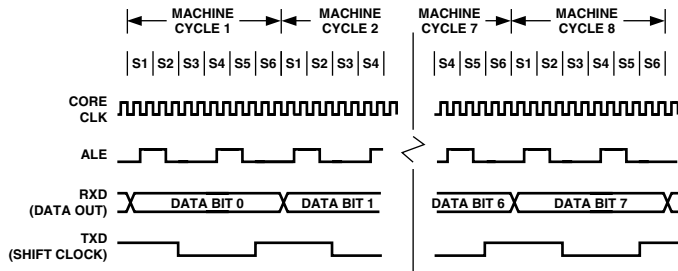 MACHINE CYCLE 1
MACHINE CYCLE 2
MACHINE CYCLE 7
MACHINE CYCLE 8
S1 S2 S3 S4 S5 S6 S1 S2 S3 S4 S4 S5 S6 S1 S2 S3 S4 S5 S6
CORE CLK
ALE
RXD (DATA OUT)
DATA BIT 0 DATA BIT 1 DATA BIT 6 DATA BIT 7
TXD (SHIFT CLOCK)